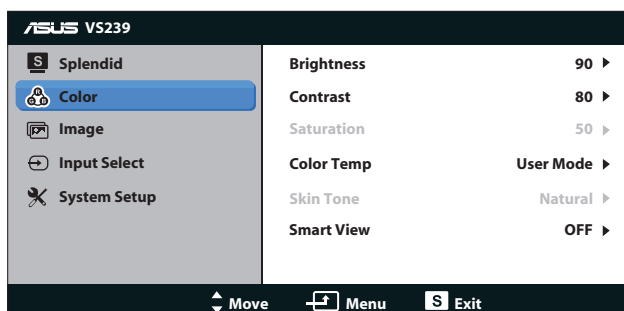 ASUS VS239
S Splendid
Color
Image
Input Select
System Setup
Brightness 90
Contrast 80
Saturation 50
Color Temp User Mode
Skin Tone Natural
Smart View OFF
Move Menu S Exit